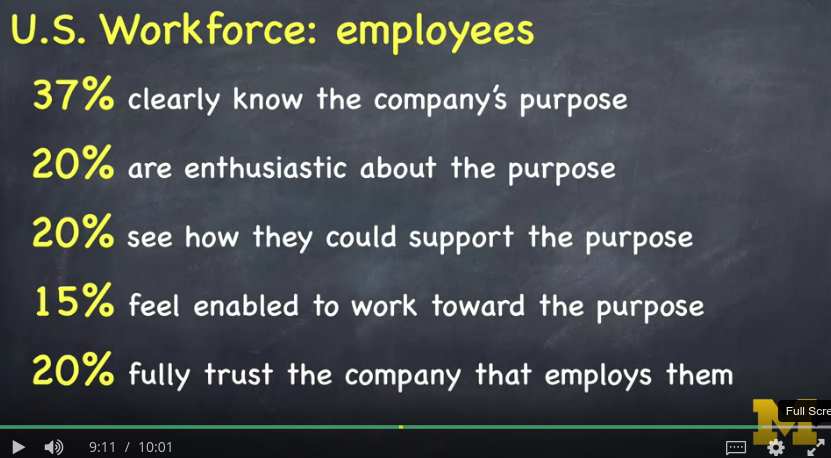 U.S. Workforce: employees
37% clearly know the company's purpose
20% are enthusiastic about the purpose
20% see how they could support the purpose
15% feel enabled to work toward the purpose
20% fully trust the company that employs them
M
Full Scre
9:11 / 10:01